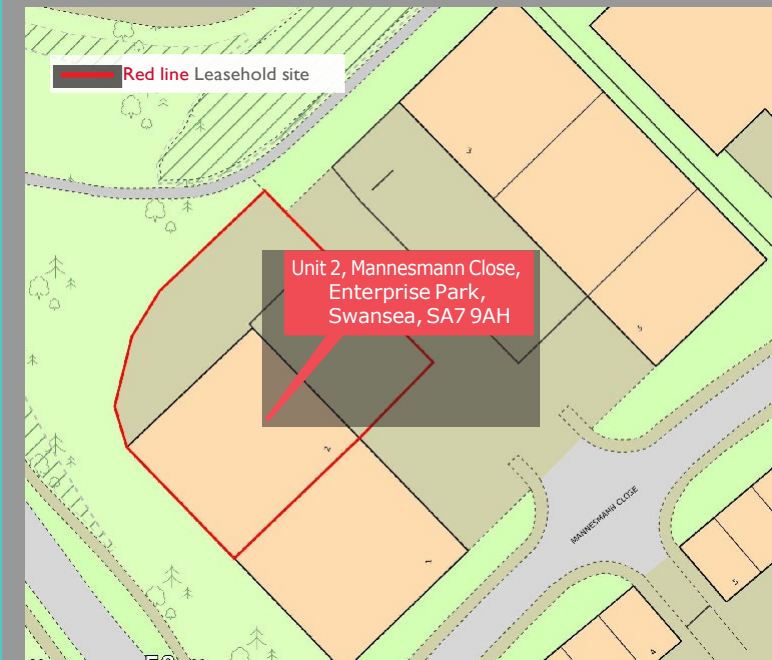 Red line Leasehold site
3
Unit 2, Mannesmann Close,
Enterprise Park,
Swansea, SA7 9AH
2
1
MANNESMANN CLOSE
5
4